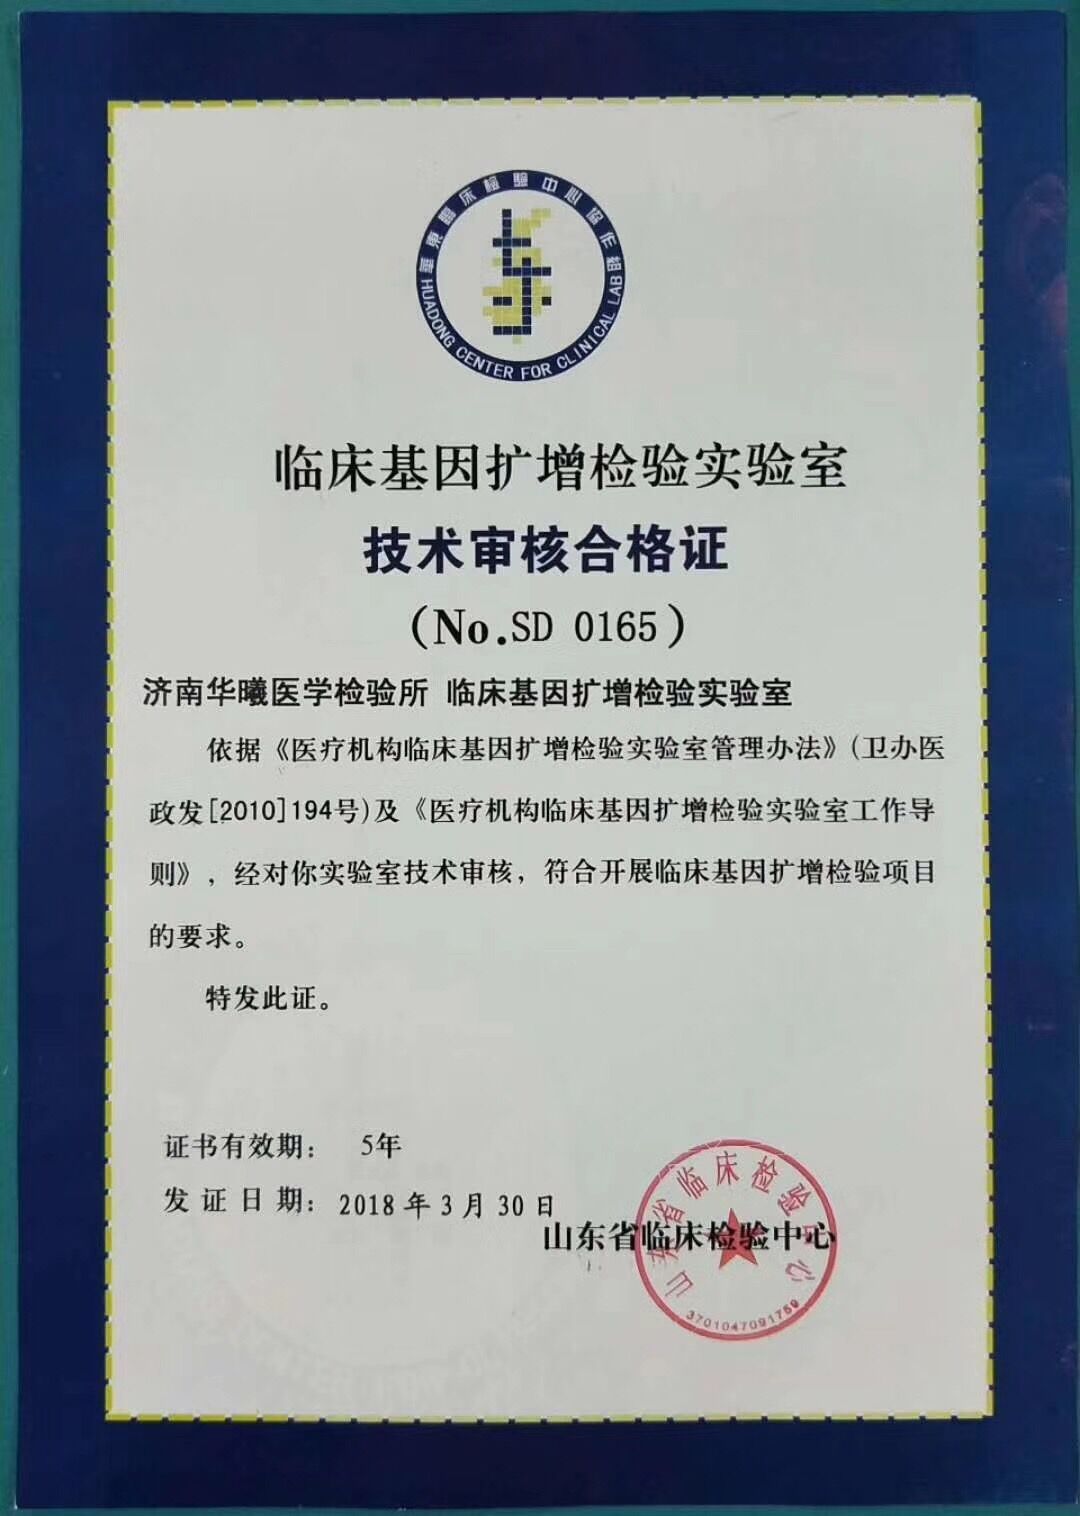 華東臨床檢驗中心協作組
HUADONG CENTER FOR CLINICAL LAB
临床基因扩增检验实验室
技术审核合格证
(No.SD 0165)
济南华曦医学检验所 临床基因扩增检验实验室
依据《医疗机构临床基因扩增检验实验室管理办法》(卫办医
政发[2010]194号)及《医疗机构临床基因扩增检验实验室工作导
则》，经对你实验室技术审核，符合开展临床基因扩增检验项目
的要求。
特发此证。
证书有效期： 5年
发证日期：2018年3月30日
山东省临床检验中心
山东省临床检验中心
3701047091759